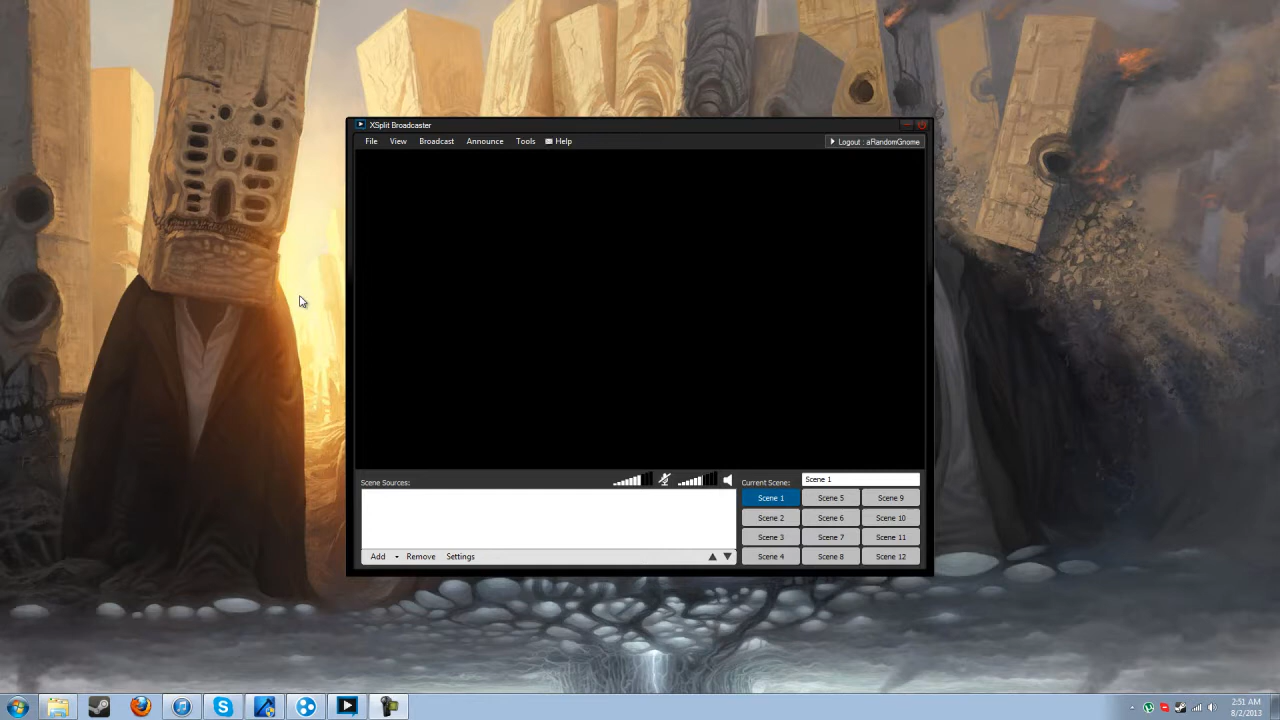 XSplit Broadcaster
File View Broadcast Announce Tools Help
Logout : aRandomGnome
Scene Sources:
Current Scene: Scene 1
Scene 1 Scene 5 Scene 9
Scene 2 Scene 6 Scene 10
Scene 3 Scene 7 Scene 11
Scene 4 Scene 8 Scene 12
Add Remove Settings
2:51 AM
8/2/2013